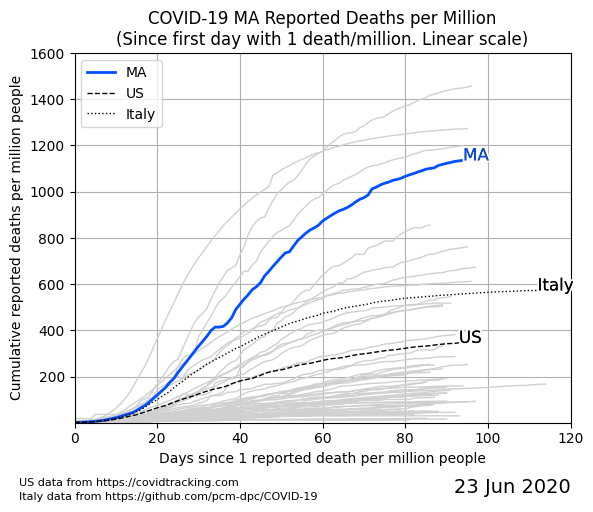 COVID-19 MA Reported Deaths per Million
(Since first day with 1 death/million. Linear scale)
Cumulative reported deaths per million people
1600
1400
1200
1000
800
600
400
200
MA
US
Italy
MA
Italy
US
0 20 40 60 80 100 120
Days since 1 reported death per million people
US data from https://covidtracking.com
Italy data from https://github.com/pcm-dpc/COVID-19
23 Jun 2020